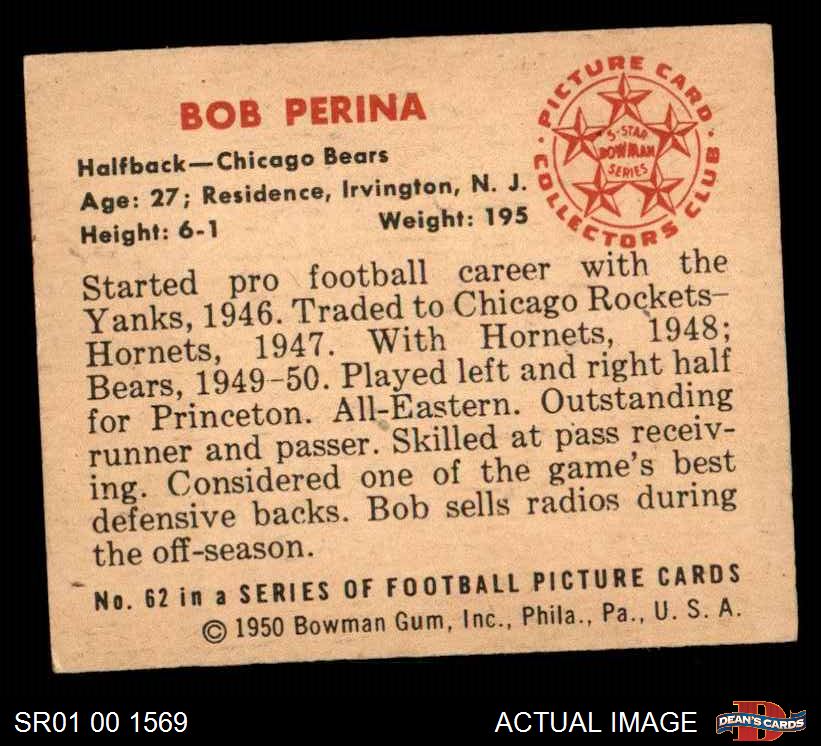 BOB PERINA
Halfback—Chicago Bears
Age: 27; Residence, Irvington, N. J.
Height: 6-1 Weight: 195
PICTURE CARD
COLLECTORS CLUB
5-STAR
BOWMAN
SERIES
Started pro football career with the
Yanks, 1946. Traded to Chicago Rockets-
Hornets, 1947. With Hornets, 1948;
Bears, 1949-50. Played left and right half
for Princeton. All-Eastern. Outstanding
runner and passer. Skilled at pass receiv-
ing. Considered one of the game's best
defensive backs. Bob sells radios during
the off-season.
No. 62 in a SERIES OF FOOTBALL PICTURE CARDS
© 1950 Bowman Gum, Inc., Phila., Pa., U. S. A.
SR01 00 1569
ACTUAL IMAGE
D
DEAN'S CARDS